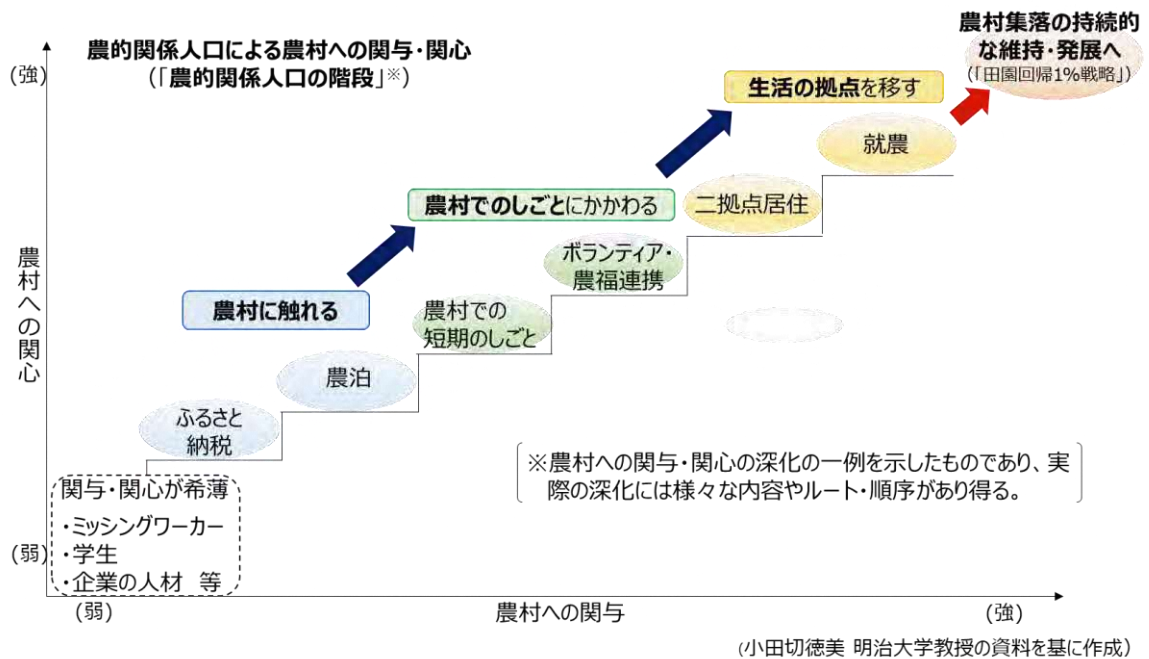 農的関係人口による農村への関与・関心
(「農的関係人口の階段」※)
農村集落の持続的
な維持・発展へ
(「田園回帰1%戦略」)
(強)
生活の拠点を移す
就農
農村でのしごとにかかわる
二拠点居住
ボランティア・
農福連携
農村への関心
農村に触れる
農村での
短期のしごと
農泊
ふるさと
納税
※農村への関与・関心の深化の一例を示したものであり、実
際の深化には様々な内容やルート・順序があり得る。
関与・関心が希薄
・ミッシングワーカー
・学生
・企業の人材 等
(弱)
(弱)
農村への関与
(強)
(小田切徳美 明治大学教授の資料を基に作成)